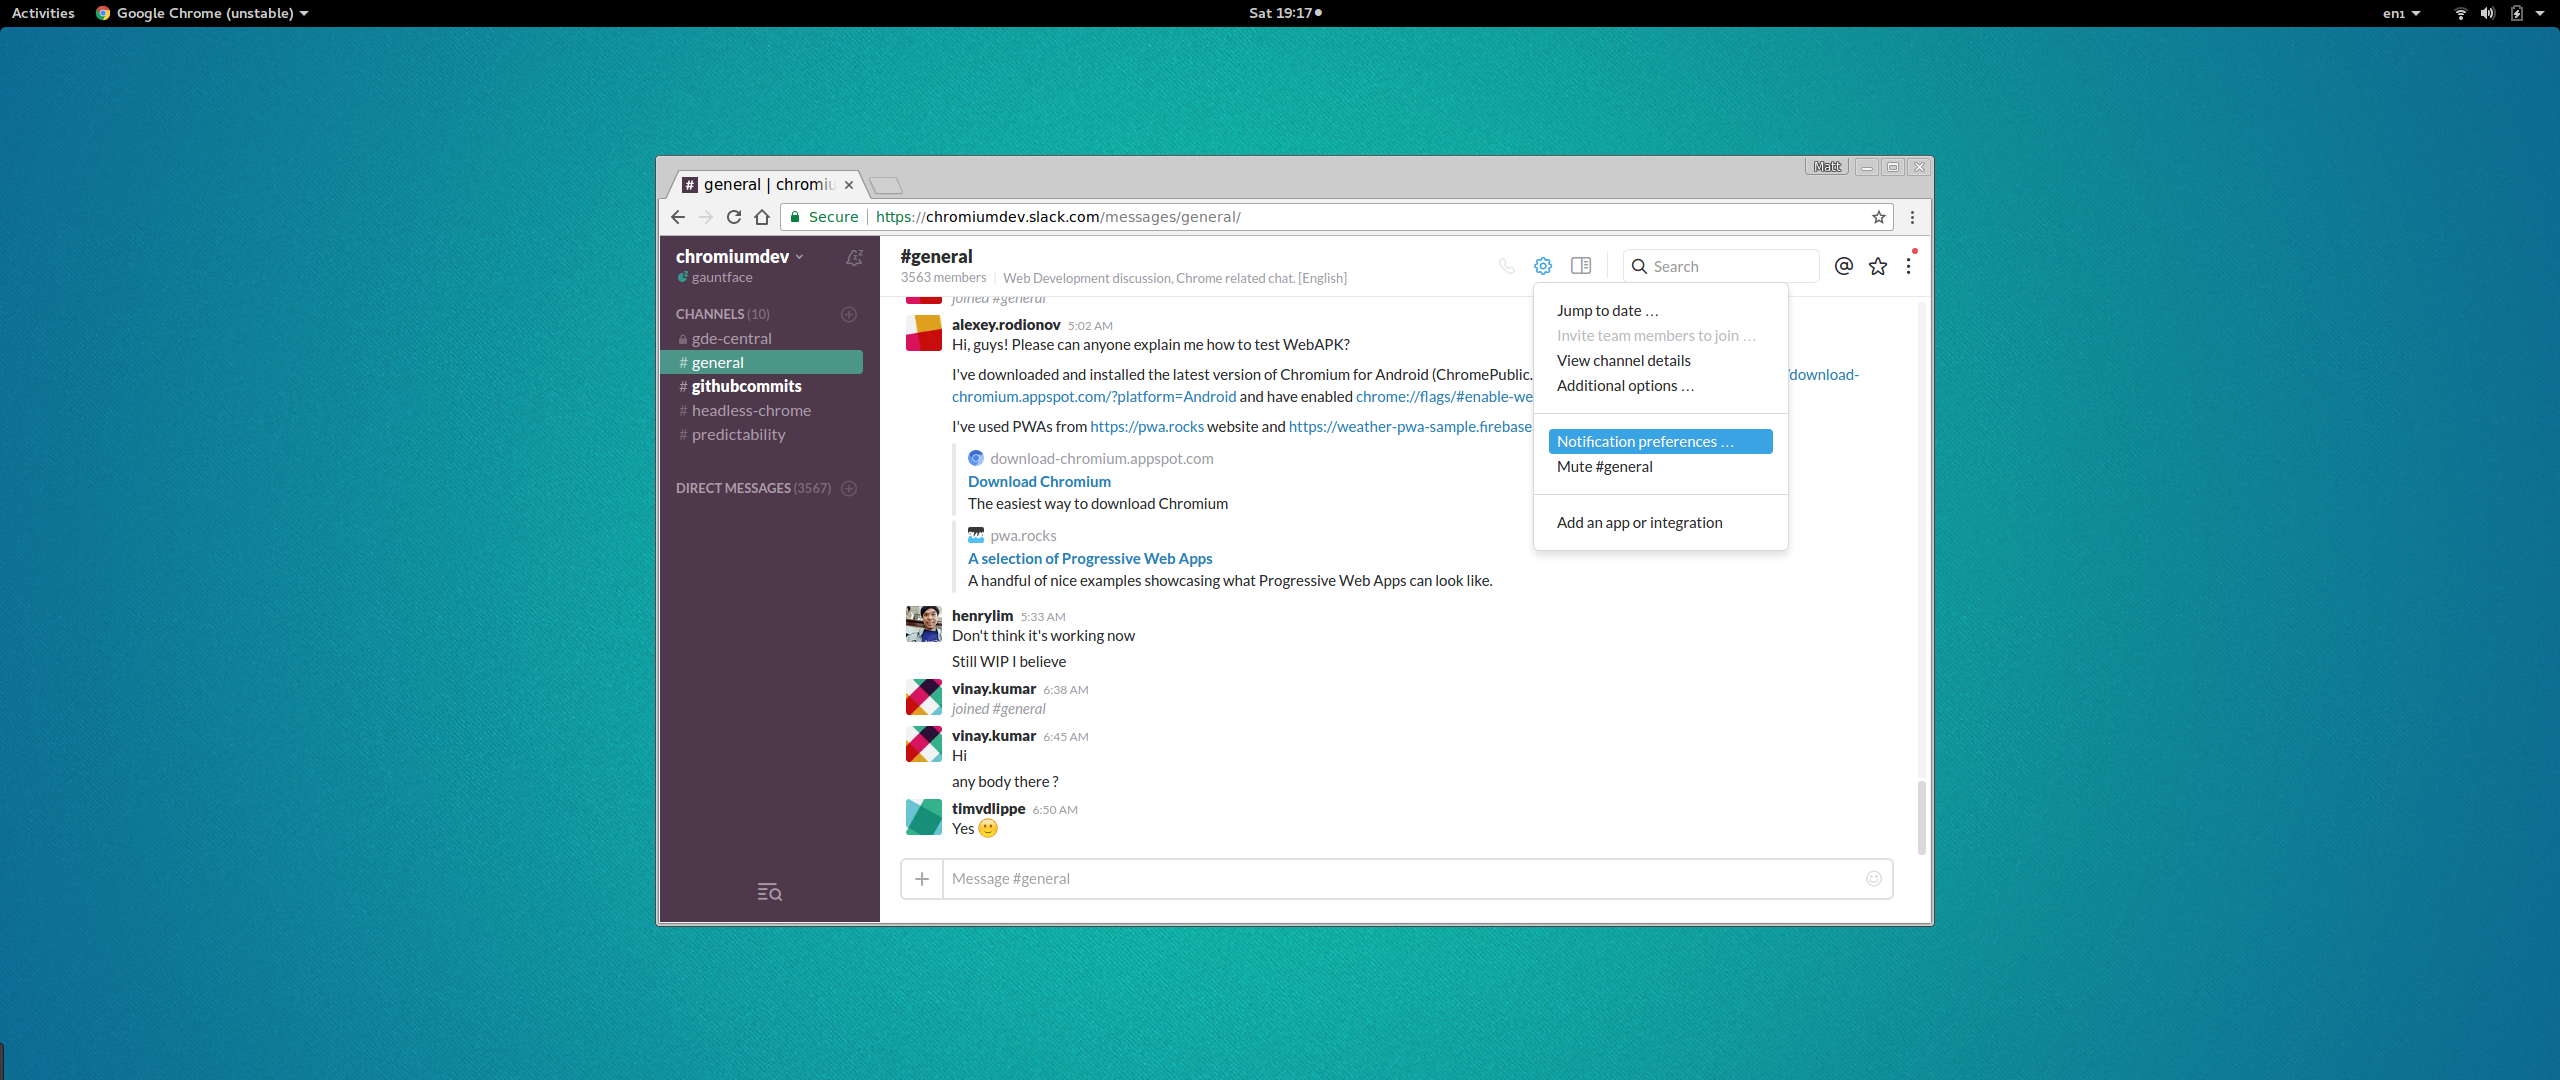 Activities
Google Chrome (unstable)
Sat 19:17
en1
Matt
general | chromiu
Secure
https://chromiumdev.slack.com/messages/general/
chromiumdev
gauntface
CHANNELS (10)
gde-central
# general
# githubcommits
# headless-chrome
# predictability
DIRECT MESSAGES (3567)
#general
3563 members
Web Development discussion, Chrome related chat. [English]
Search
joined #general
alexey.rodionov 5:02 AM
Hi, guys! Please can anyone explain me how to test WebAPK?
I've downloaded and installed the latest version of Chromium for Android (ChromePublic.
/download-
chromium.appspot.com/?platform=Android and have enabled chrome://flags/#enable-we
I've used PWAs from https://pwa.rocks website and https://weather-pwa-sample.firebase
download-chromium.appspot.com
Download Chromium
The easiest way to download Chromium
pwa.rocks
A selection of Progressive Web Apps
A handful of nice examples showcasing what Progressive Web Apps can look like.
henrylim 5:33 AM
Don't think it's working now
Still WIP I believe
vinay.kumar 6:38 AM
joined #general
vinay.kumar 6:45 AM
Hi
any body there ?
timvdlippe 6:50 AM
Yes
Message #general
Jump to date …
Invite team members to join …
View channel details
Additional options …
Notification preferences …
Mute #general
Add an app or integration